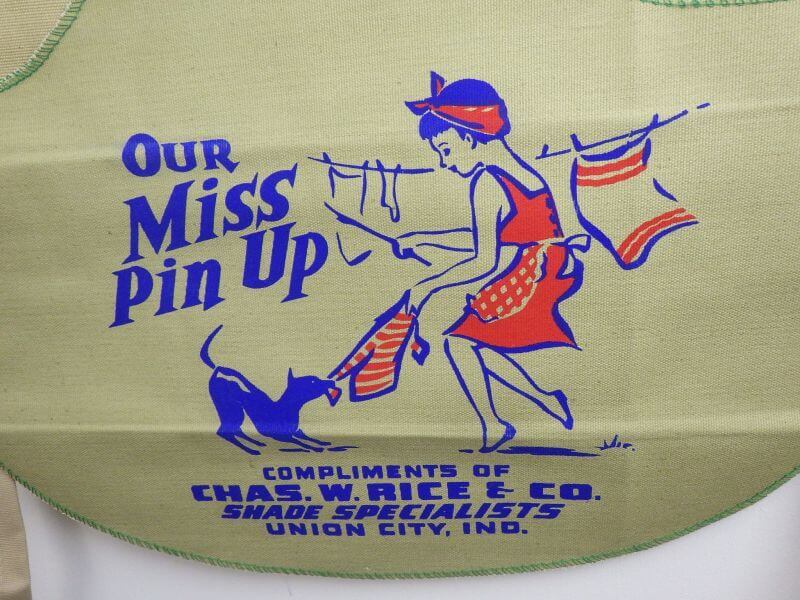 OUR
Miss
Pin Up
COMPLIMENTS OF
CHAS. W. RICE & CO.
SHADE SPECIALISTS
UNION CITY, IND.